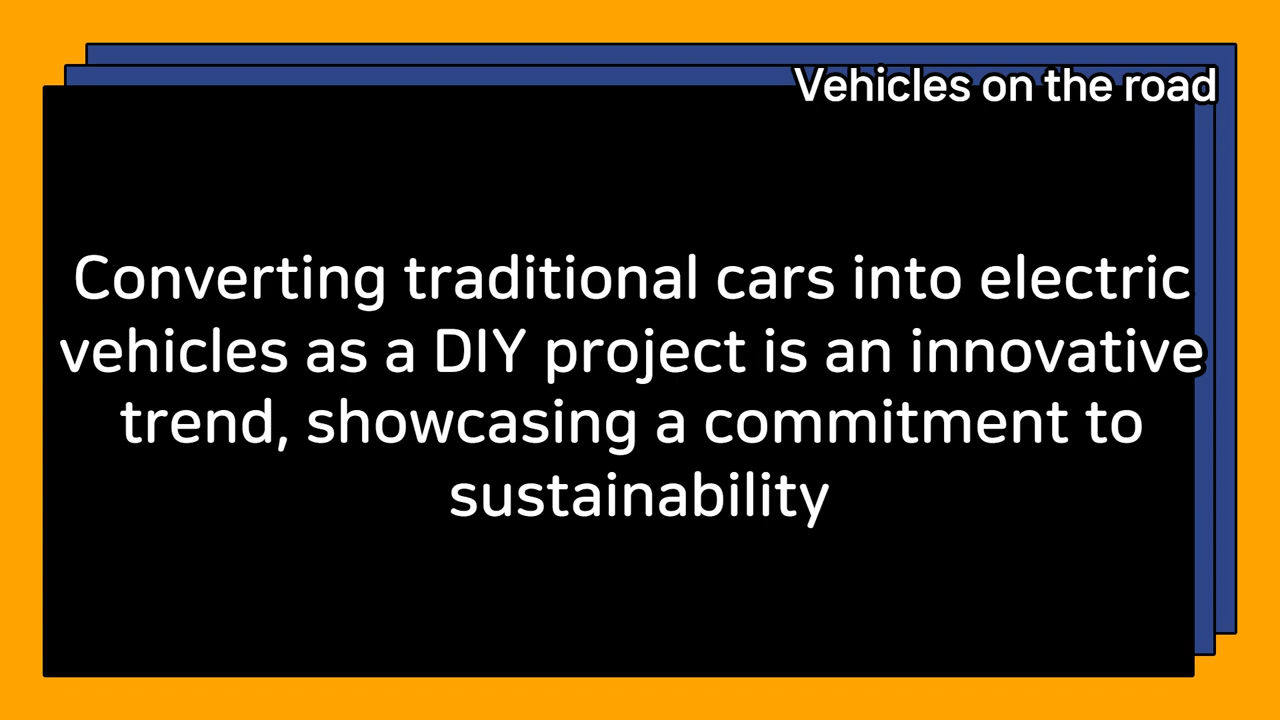 Vehicles on the road
Converting traditional cars into electric
vehicles as a DIY project is an innovative
trend, showcasing a commitment to
sustainability